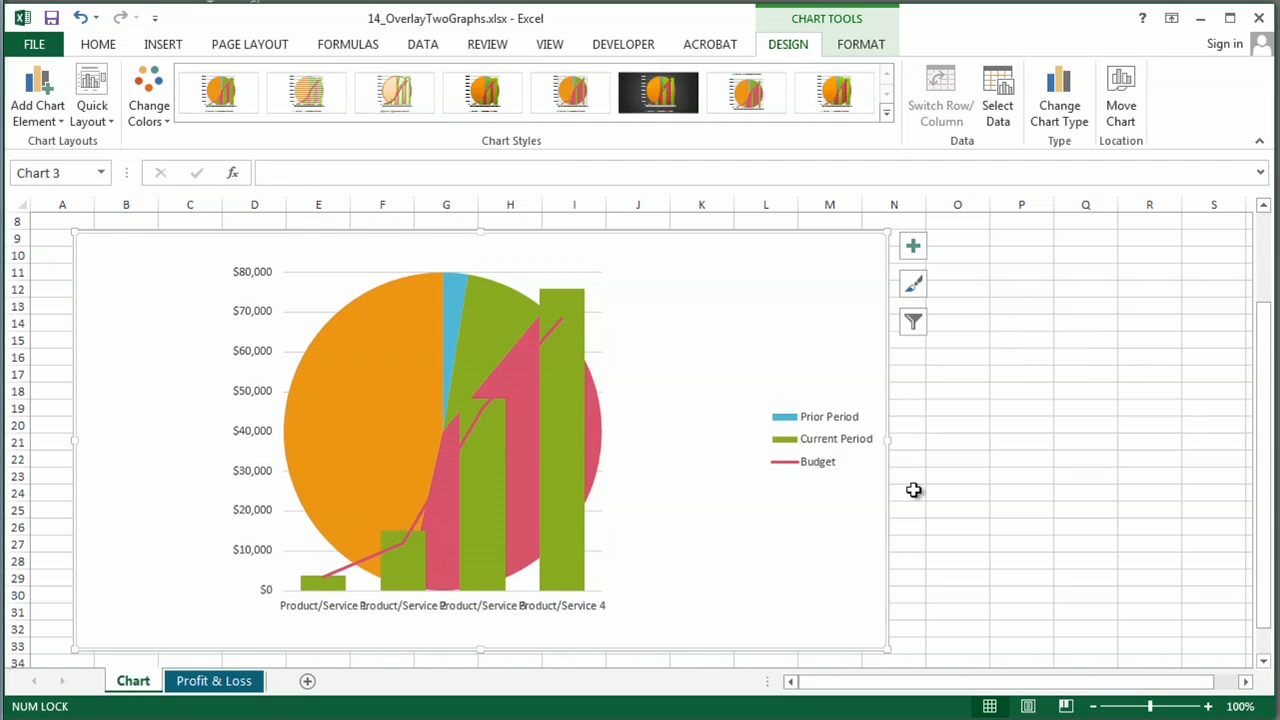 14_OverlayTwoGraphs.xlsx - Excel
CHART TOOLS
?
FILE HOME INSERT PAGE LAYOUT FORMULAS DATA REVIEW VIEW DEVELOPER ACROBAT DESIGN FORMAT Sign in
Add Chart Element
Quick Layout
Change Colors
Switch Row/ Column
Select Data
Change Chart Type
Move Chart
Chart Layouts
Chart Styles
Data
Type
Location
Chart 3
fx
A B C D E F G H I J K L M N O P Q R S
8
9
10
11
12
13
14
15
16
17
18
19
20
21
22
23
24
25
26
27
28
29
30
31
32
33
34
$80,000
$70,000
$60,000
$50,000
$40,000
$30,000
$20,000
$10,000
$0
Product/Service 1 Product/Service 2 Product/Service 3 Product/Service 4
Prior Period
Current Period
Budget
Chart Profit & Loss
NUM LOCK
100%